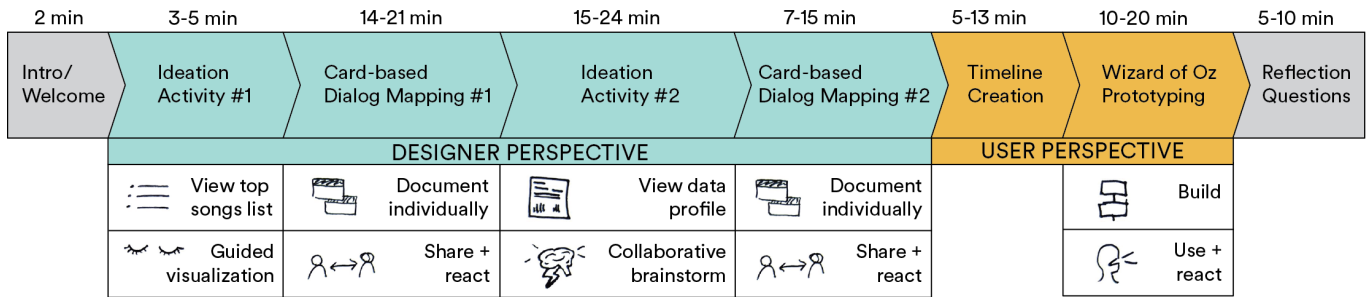 2 min 3-5 min 14-21 min 15-24 min 7-15 min 5-13 min 10-20 min 5-10 min
Intro/
Welcome
Ideation
Activity #1
Card-based
Dialog Mapping #1
Ideation
Activity #2
Card-based
Dialog Mapping #2
Timeline
Creation
Wizard of Oz
Prototyping
Reflection
Questions
DESIGNER PERSPECTIVE
USER PERSPECTIVE
View top
songs list
Document
individually
View data
profile
Document
individually
Build
Guided
visualization
Share +
react
Collaborative
brainstorm
Share +
react
Use +
react